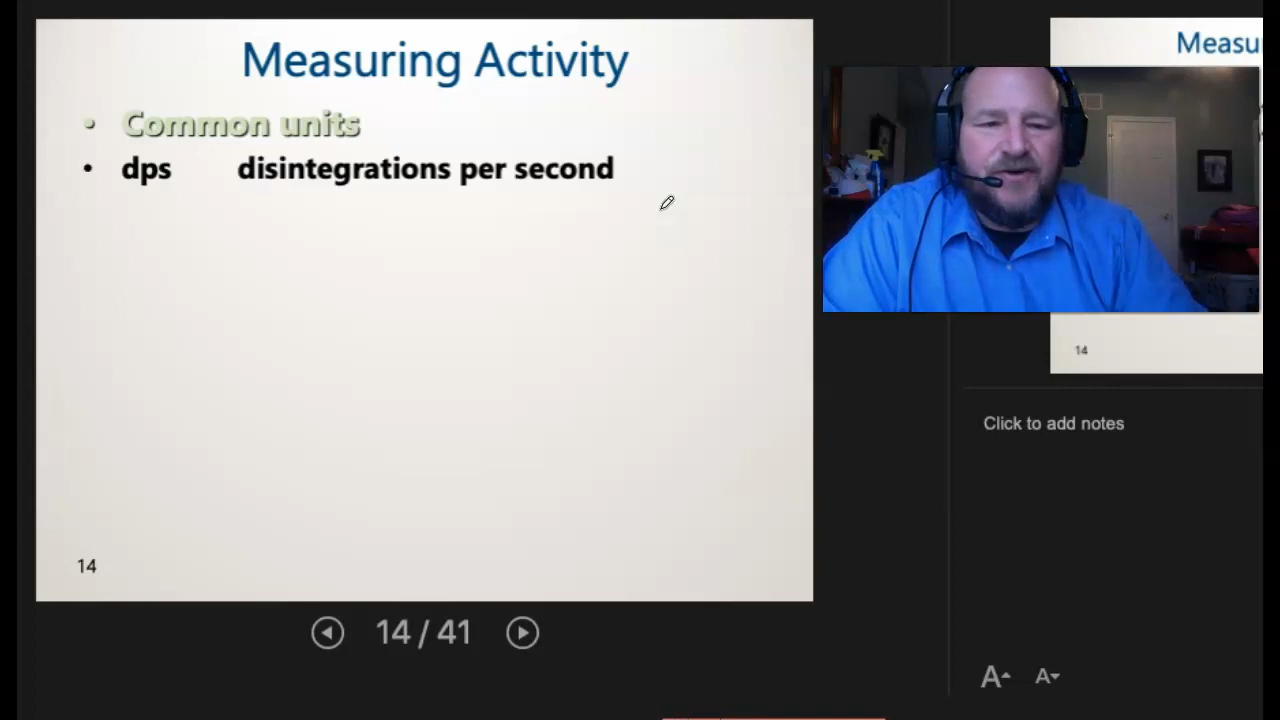 Measuring Activity
• Common units
• dps disintegrations per second
14
14 / 41
Measu
14
Click to add notes
A A